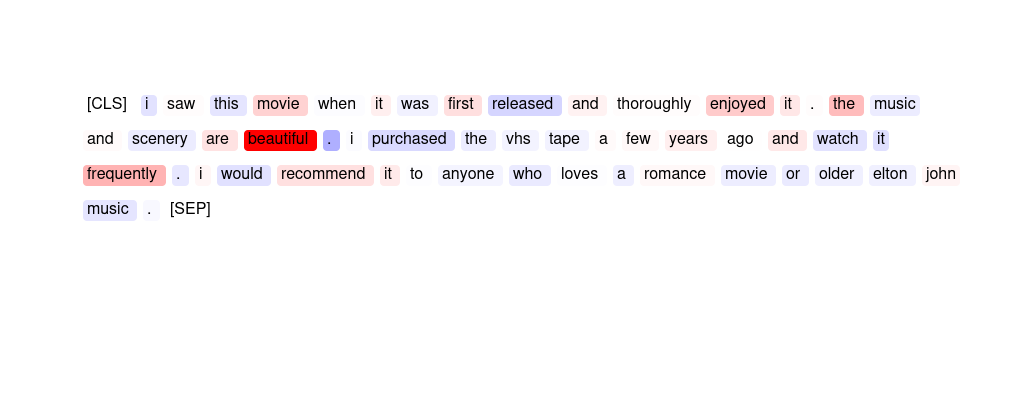 [CLS] i saw this movie when it was first released and thoroughly enjoyed it . the music
and scenery are beautiful . i purchased the vhs tape a few years ago and watch it
frequently . i would recommend it to anyone who loves a romance movie or older elton john
music . [SEP]